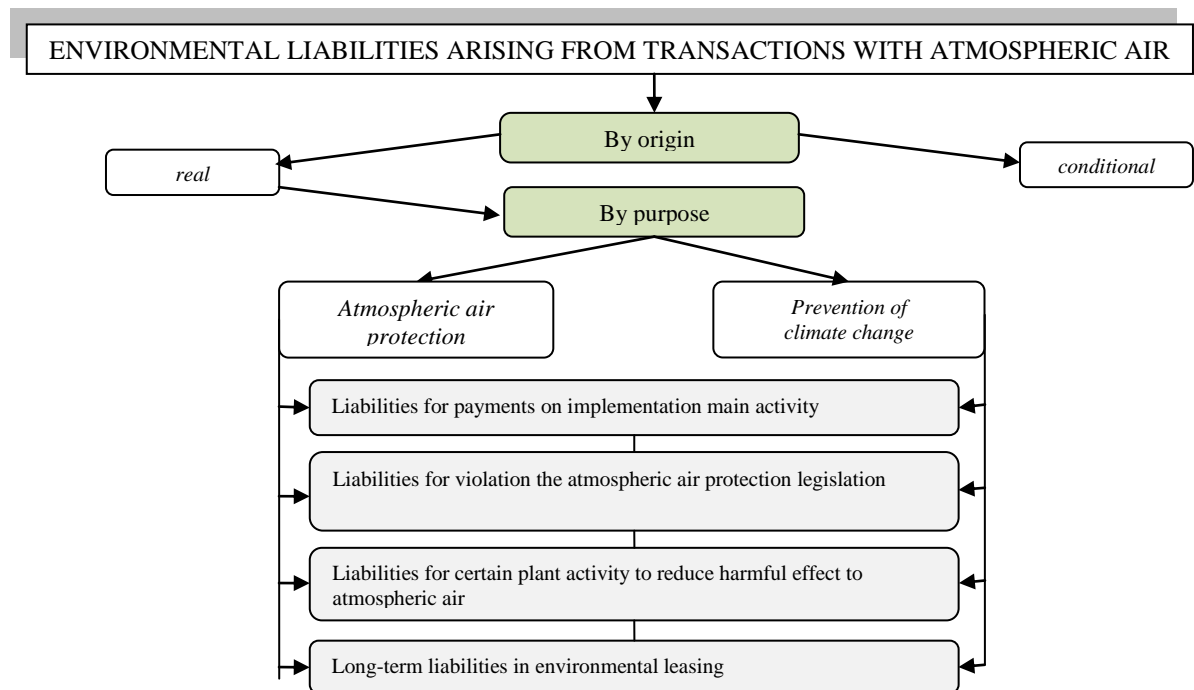 ENVIRONMENTAL LIABILITIES ARISING FROM TRANSACTIONS WITH ATMOSPHERIC AIR
By origin
real
conditional
By purpose
Atmospheric air
protection
Prevention of
climate change
Liabilities for payments on implementation main activity
Liabilities for violation the atmospheric air protection legislation
Liabilities for certain plant activity to reduce harmful effect to
atmospheric air
Long-term liabilities in environmental leasing